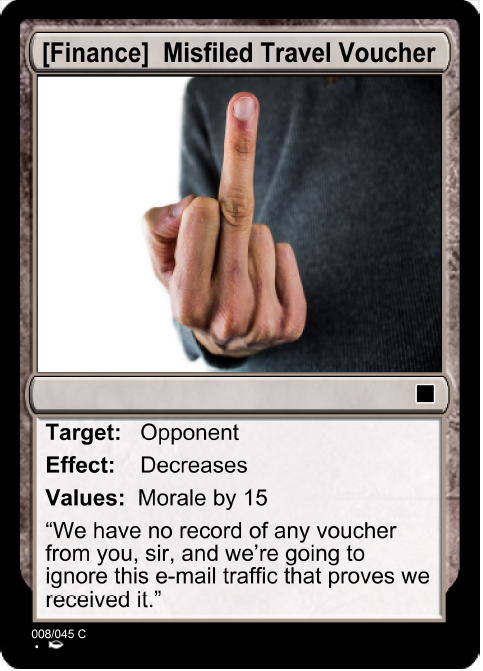 [Finance] Misfiled Travel Voucher
Target: Opponent
Effect: Decreases
Values: Morale by 15
“We have no record of any voucher
from you, sir, and we’re going to
ignore this e-mail traffic that proves we
received it.”
008/045 C